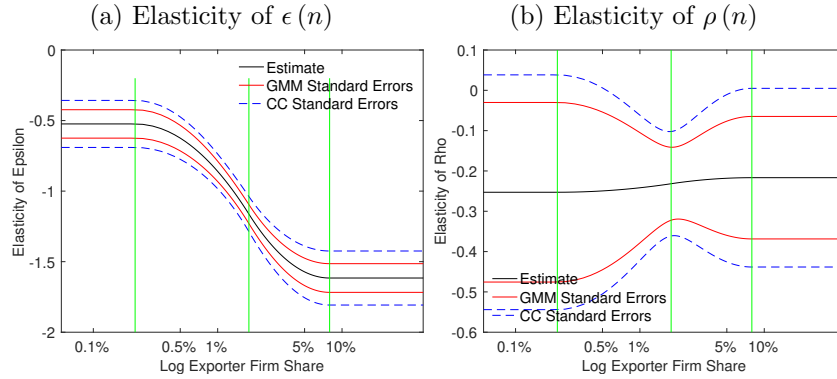 (a) Elasticity of ϵ (n)
0
-0.5
-1
-1.5
-2
Elasticity of Epsilon
Estimate
GMM Standard Errors
CC Standard Errors
0.1% 0.5% 1% 5% 10%
Log Exporter Firm Share
(b) Elasticity of ρ (n)
0.1
0
-0.1
-0.2
-0.3
-0.4
-0.5
-0.6
Elasticity of Rho
Estimate
GMM Standard Errors
CC Standard Errors
0.1% 0.5% 1% 5% 10%
Log Exporter Firm Share